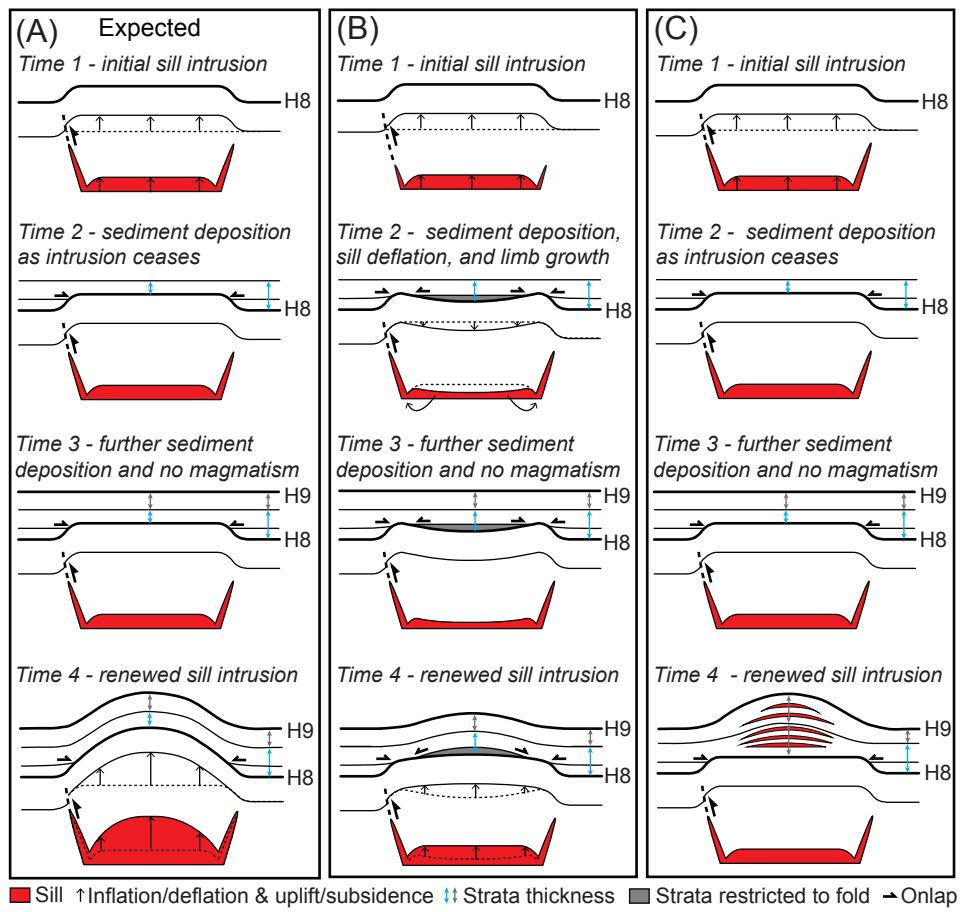 (A) Expected
Time 1 - initial sill intrusion
H8
Time 2 - sediment deposition
as intrusion ceases
H8
Time 3 - further sediment
deposition and no magmatism
H9
H8
Time 4 - renewed sill intrusion
H9
H8
(B)
Time 1 - initial sill intrusion
H8
Time 2 - sediment deposition,
sill deflation, and limb growth
H8
Time 3 - further sediment
deposition and no magmatism
H9
H8
Time 4 - renewed sill intrusion
H9
H8
(C)
Time 1 - initial sill intrusion
H8
Time 2 - sediment deposition
as intrusion ceases
H8
Time 3 - further sediment
deposition and no magmatism
H9
H8
Time 4 - renewed sill intrusion
H9
H8
Sill Inflation/deflation & uplift/subsidence Strata thickness Strata restricted to fold Onlap